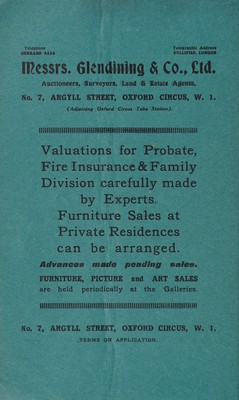 Telephone
GERRARD 8424
Telegraphic Address
Messrs. Glendining & Co., Ltd.
Auctioneers, Surveyors, Land & Estate Agents,
No. 7, ARGYLL STREET, OXFORD CIRCUS, W. 1.
(Adjoining Oxford Circus Tube Station).
Valuations for Probate,
Fire Insurance & Family
Division carefully made
by Experts.
Furniture Sales at
Private Residences
can be arranged.
Advances made pending sales.
FURNITURE, PICTURE and ART SALES
are held periodically at the Galleries.
No. 7, ARGYLL STREET, OXFORD CIRCUS, W. 1.
TERMS ON APPLICATION.